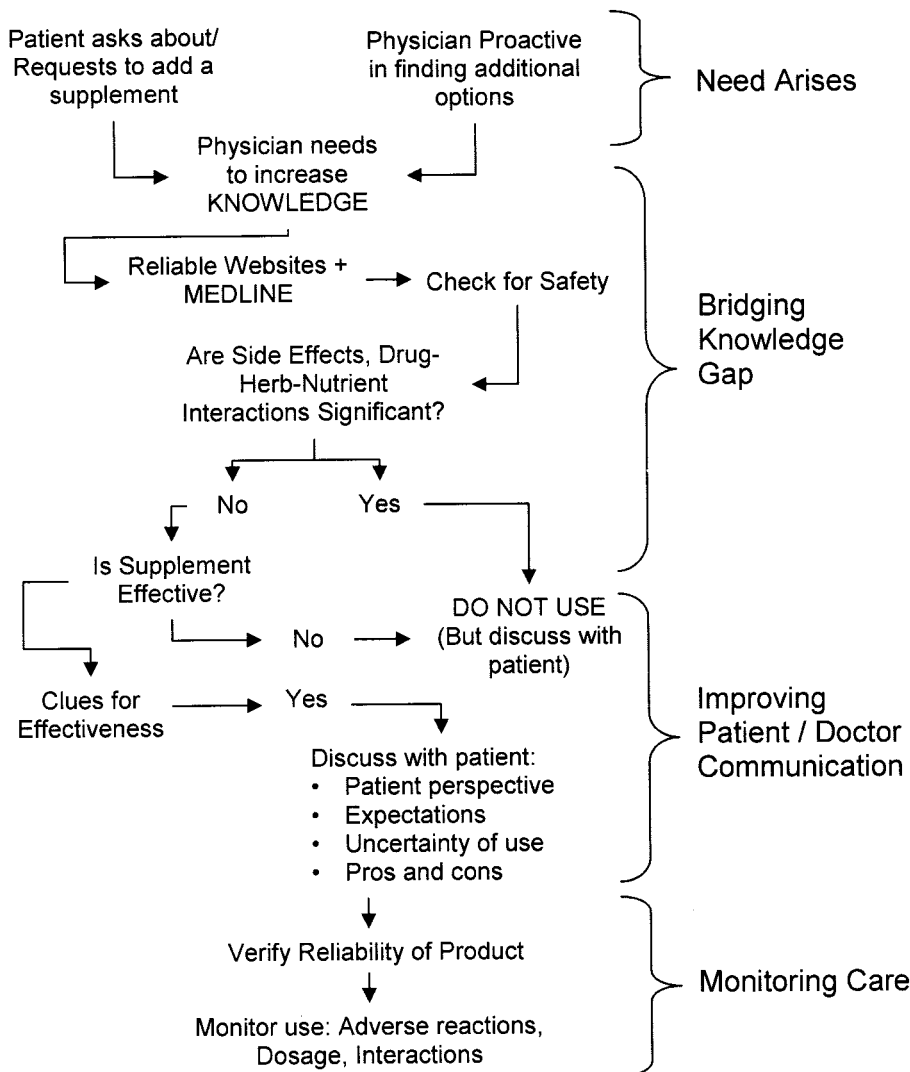 Patient asks about/
Requests to add a
supplement
Physician Proactive
in finding additional
options
Need Arises
Physician needs
to increase
KNOWLEDGE
Reliable Websites +
MEDLINE
Check for Safety
Bridging
Knowledge
Gap
Are Side Effects, Drug-
Herb-Nutrient
Interactions Significant?
No
Yes
Is Supplement
Effective?
DO NOT USE
(But discuss with
patient)
No
Clues for
Effectiveness
Yes
Improving
Patient / Doctor
Communication
Discuss with patient:
• Patient perspective
• Expectations
• Uncertainty of use
• Pros and cons
Verify Reliability of Product
Monitoring Care
Monitor use: Adverse reactions,
Dosage, Interactions